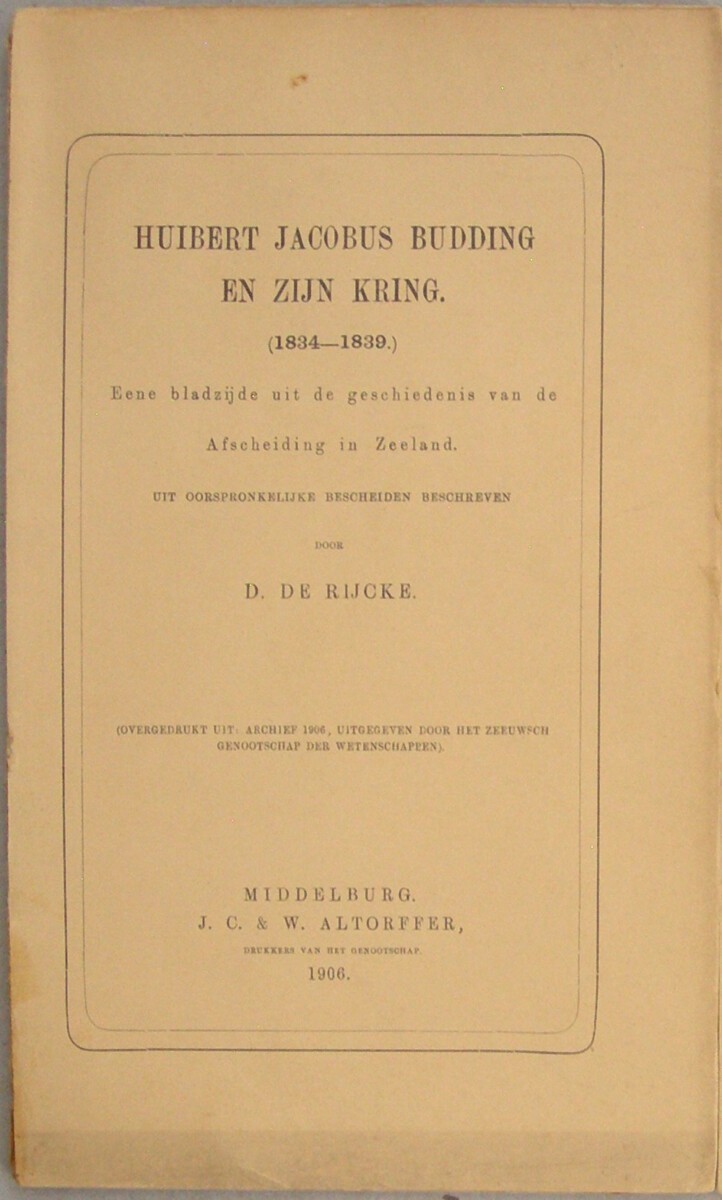 HUIBERT JACOBUS BUDDING
EN ZIJN KRING.
(1834—1839.)
Eene bladzijde uit de geschiedenis van de
Afscheiding in Zeeland.
UIT OORSPRONKELIJKE BESCHEIDEN BESCHREVEN
DOOR
D. DE RIJCKE.
(OVERGEDRUKT UIT: ARCHIEF 1906, UITGEGEVEN DOOR HET ZEEUWSCH
GENOOTSCHAP DER WETENSCHAPPEN).
MIDDELBURG.
J. C. & W. ALTORFFER,
DRUKKERS VAN HET GENOOTSCHAP.
1906.